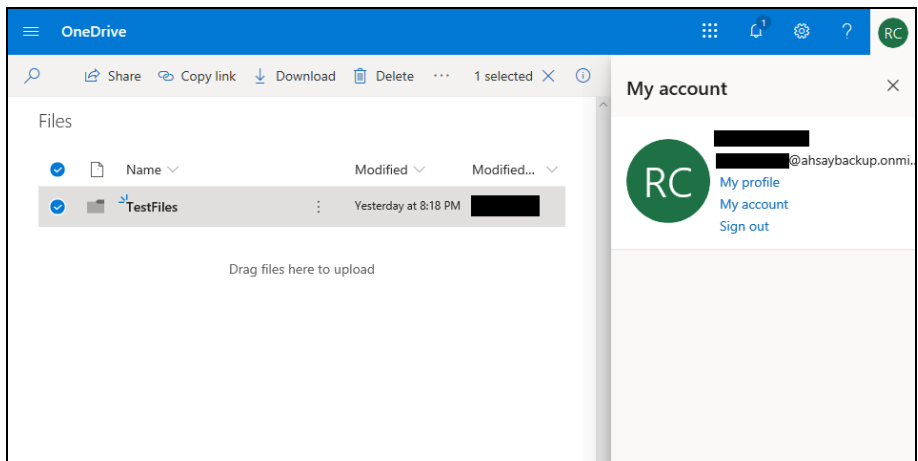 OneDrive
1
?
RC
Share
Copy link
Download
Delete
...
1 selected
My account
Files
Name
Modified
Modified...
TestFiles
Yesterday at 8:18 PM
Drag files here to upload
RC
@ahsaybackup.onmi..
My profile
My account
Sign out